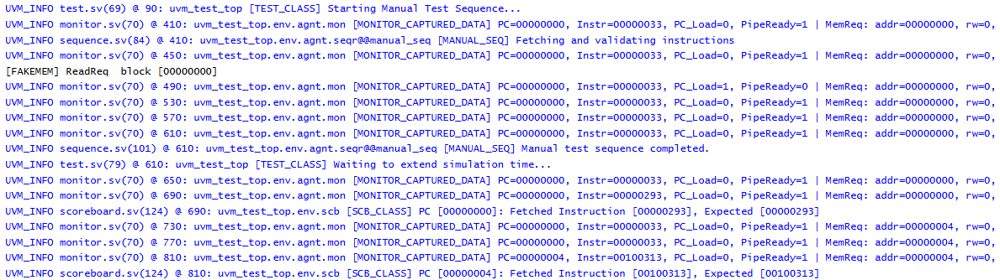 UVM_INFO test.sv(69) @ 90: uvm_test_top [TEST_CLASS] Starting Manual Test Sequence...
UVM_INFO monitor.sv(70) @ 410: uvm_test_top.env.agnt.mon [MONITOR_CAPTURED_DATA] PC=00000000, Instr=00000033, PC_Load=0, PipeReady=1 | MemReq: addr=00000000, rw=0,
UVM_INFO sequence.sv(84) @ 410: uvm_test_top.env.agnt.seqr@@manual_seq [MANUAL_SEQ] Fetching and validating instructions
UVM_INFO monitor.sv(70) @ 450: uvm_test_top.env.agnt.mon [MONITOR_CAPTURED_DATA] PC=00000000, Instr=00000033, PC_Load=0, PipeReady=1 | MemReq: addr=00000000, rw=0,
[FAKEMEM] ReadReq  block [00000000]
UVM_INFO monitor.sv(70) @ 490: uvm_test_top.env.agnt.mon [MONITOR_CAPTURED_DATA] PC=00000000, Instr=00000033, PC_Load=1, PipeReady=0 | MemReq: addr=00000000, rw=0,
UVM_INFO monitor.sv(70) @ 530: uvm_test_top.env.agnt.mon [MONITOR_CAPTURED_DATA] PC=00000000, Instr=00000033, PC_Load=0, PipeReady=1 | MemReq: addr=00000000, rw=0,
UVM_INFO monitor.sv(70) @ 570: uvm_test_top.env.agnt.mon [MONITOR_CAPTURED_DATA] PC=00000000, Instr=00000033, PC_Load=0, PipeReady=1 | MemReq: addr=00000000, rw=0,
UVM_INFO monitor.sv(70) @ 610: uvm_test_top.env.agnt.mon [MONITOR_CAPTURED_DATA] PC=00000000, Instr=00000033, PC_Load=0, PipeReady=1 | MemReq: addr=00000000, rw=0,
UVM_INFO sequence.sv(101) @ 610: uvm_test_top.env.agnt.seqr@@manual_seq [MANUAL_SEQ] Manual test sequence completed.
UVM_INFO test.sv(79) @ 610: uvm_test_top [TEST_CLASS] Waiting to extend simulation time...
UVM_INFO monitor.sv(70) @ 650: uvm_test_top.env.agnt.mon [MONITOR_CAPTURED_DATA] PC=00000000, Instr=00000033, PC_Load=0, PipeReady=1 | MemReq: addr=00000000, rw=0,
UVM_INFO monitor.sv(70) @ 690: uvm_test_top.env.agnt.mon [MONITOR_CAPTURED_DATA] PC=00000000, Instr=00000293, PC_Load=0, PipeReady=1 | MemReq: addr=00000000, rw=0,
UVM_INFO scoreboard.sv(124) @ 690: uvm_test_top.env.scb [SCB_CLASS] PC [00000000]: Fetched Instruction [00000293], Expected [00000293]
UVM_INFO monitor.sv(70) @ 730: uvm_test_top.env.agnt.mon [MONITOR_CAPTURED_DATA] PC=00000000, Instr=00000033, PC_Load=0, PipeReady=1 | MemReq: addr=00000004, rw=0,
UVM_INFO monitor.sv(70) @ 770: uvm_test_top.env.agnt.mon [MONITOR_CAPTURED_DATA] PC=00000000, Instr=00000033, PC_Load=0, PipeReady=1 | MemReq: addr=00000004, rw=0,
UVM_INFO monitor.sv(70) @ 810: uvm_test_top.env.agnt.mon [MONITOR_CAPTURED_DATA] PC=00000004, Instr=00100313, PC_Load=0, PipeReady=1 | MemReq: addr=00000004, rw=0,
UVM_INFO scoreboard.sv(124) @ 810: uvm_test_top.env.scb [SCB_CLASS] PC [00000004]: Fetched Instruction [00100313], Expected [00100313]